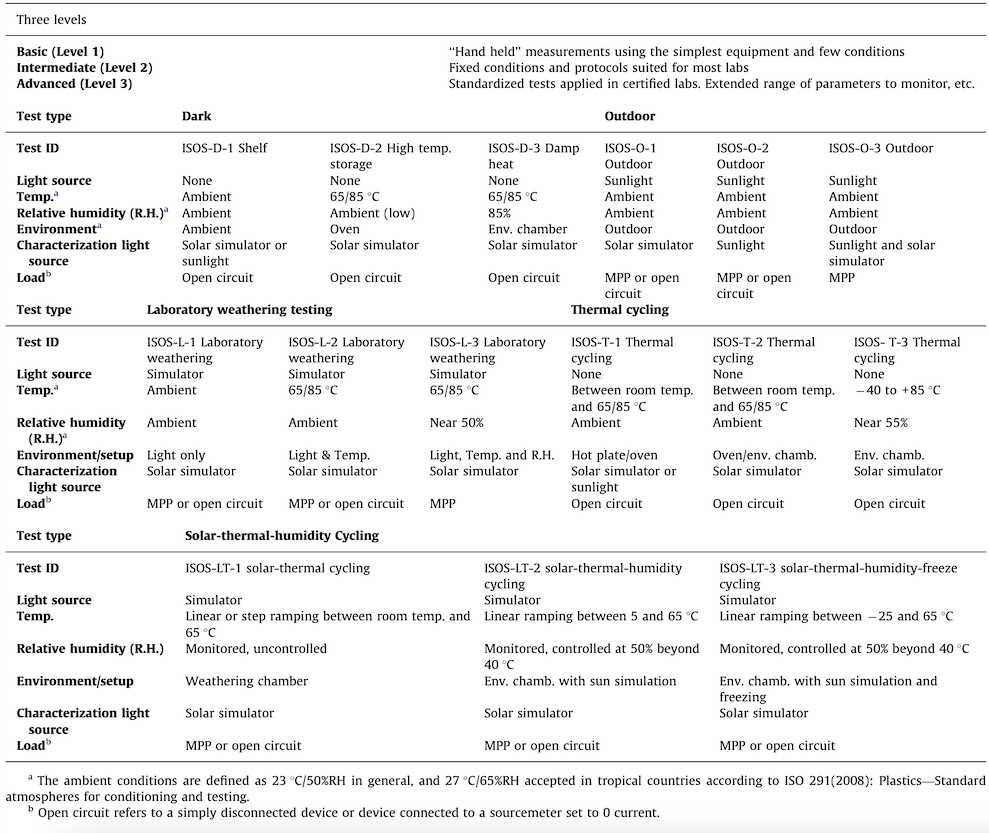 Three levels
Basic (Level 1) “Hand held” measurements using the simplest equipment and few conditions
Intermediate (Level 2) Fixed conditions and protocols suited for most labs
Advanced (Level 3) Standardized tests applied in certified labs. Extended range of parameters to monitor, etc.
Test type Dark Outdoor
Test ID ISOS-D-1 Shelf ISOS-D-2 High temp. ISOS-D-3 Damp ISOS-O-1 ISOS-O-2 ISOS-O-3 Outdoor
storage heat Outdoor Outdoor
Light source None None None Sunlight Sunlight Sunlight
Temp.a Ambient 65/85 °C 65/85 °C Ambient Ambient Ambient
Relative humidity (R.H.)a Ambient Ambient (low) 85% Ambient Ambient Ambient
Environmenta Ambient Oven Env. chamber Outdoor Outdoor Outdoor
Characterization light Solar simulator or Solar simulator Solar simulator Solar simulator Sunlight Sunlight and solar
source sunlight simulator
Loadb Open circuit Open circuit Open circuit MPP or open MPP or open MPP
circuit circuit
Test type Laboratory weathering testing Thermal cycling
Test ID ISOS-L-1 Laboratory ISOS-L-2 Laboratory ISOS-L-3 Laboratory ISOS-T-1 Thermal ISOS-T-2 Thermal ISOS- T-3 Thermal
weathering weathering weathering cycling cycling cycling
Light source Simulator Simulator Simulator None None None
Temp.a Ambient 65/85 °C 65/85 °C Between room temp. Between room temp. −40 to +85 °C
and 65/85 °C and 65/85 °C
Relative humidity Ambient Ambient Near 50% Ambient Ambient Near 55%
(R.H.)a
Environment/setup Light only Light & Temp. Light, Temp. and R.H. Hot plate/oven Oven/env. chamb. Env. chamb.
Characterization Solar simulator Solar simulator Solar simulator Solar simulator or Solar simulator Solar simulator
light source sunlight
Loadb MPP or open circuit MPP or open circuit MPP Open circuit Open circuit Open circuit
Test type Solar-thermal-humidity Cycling
Test ID ISOS-LT-1 solar-thermal cycling ISOS-LT-2 solar-thermal-humidity ISOS-LT-3 solar-thermal-humidity-freeze
cycling cycling
Light source Simulator Simulator Simulator
Temp. Linear or step ramping between room temp. and Linear ramping between 5 and 65 °C Linear ramping between −25 and 65 °C
65 °C
Relative humidity (R.H.) Monitored, uncontrolled Monitored, controlled at 50% beyond Monitored, controlled at 50% beyond 40 °C
40 °C
Environment/setup Weathering chamber Env. chamb. with sun simulation Env. chamb. with sun simulation and
freezing
Characterization light Solar simulator Solar simulator Solar simulator
source
Loadb MPP or open circuit MPP or open circuit MPP or open circuit
a The ambient conditions are defined as 23 °C/50%RH in general, and 27 °C/65%RH accepted in tropical countries according to ISO 291(2008): Plastics—Standard
atmospheres for conditioning and testing.
b Open circuit refers to a simply disconnected device or device connected to a sourcemeter set to 0 current.